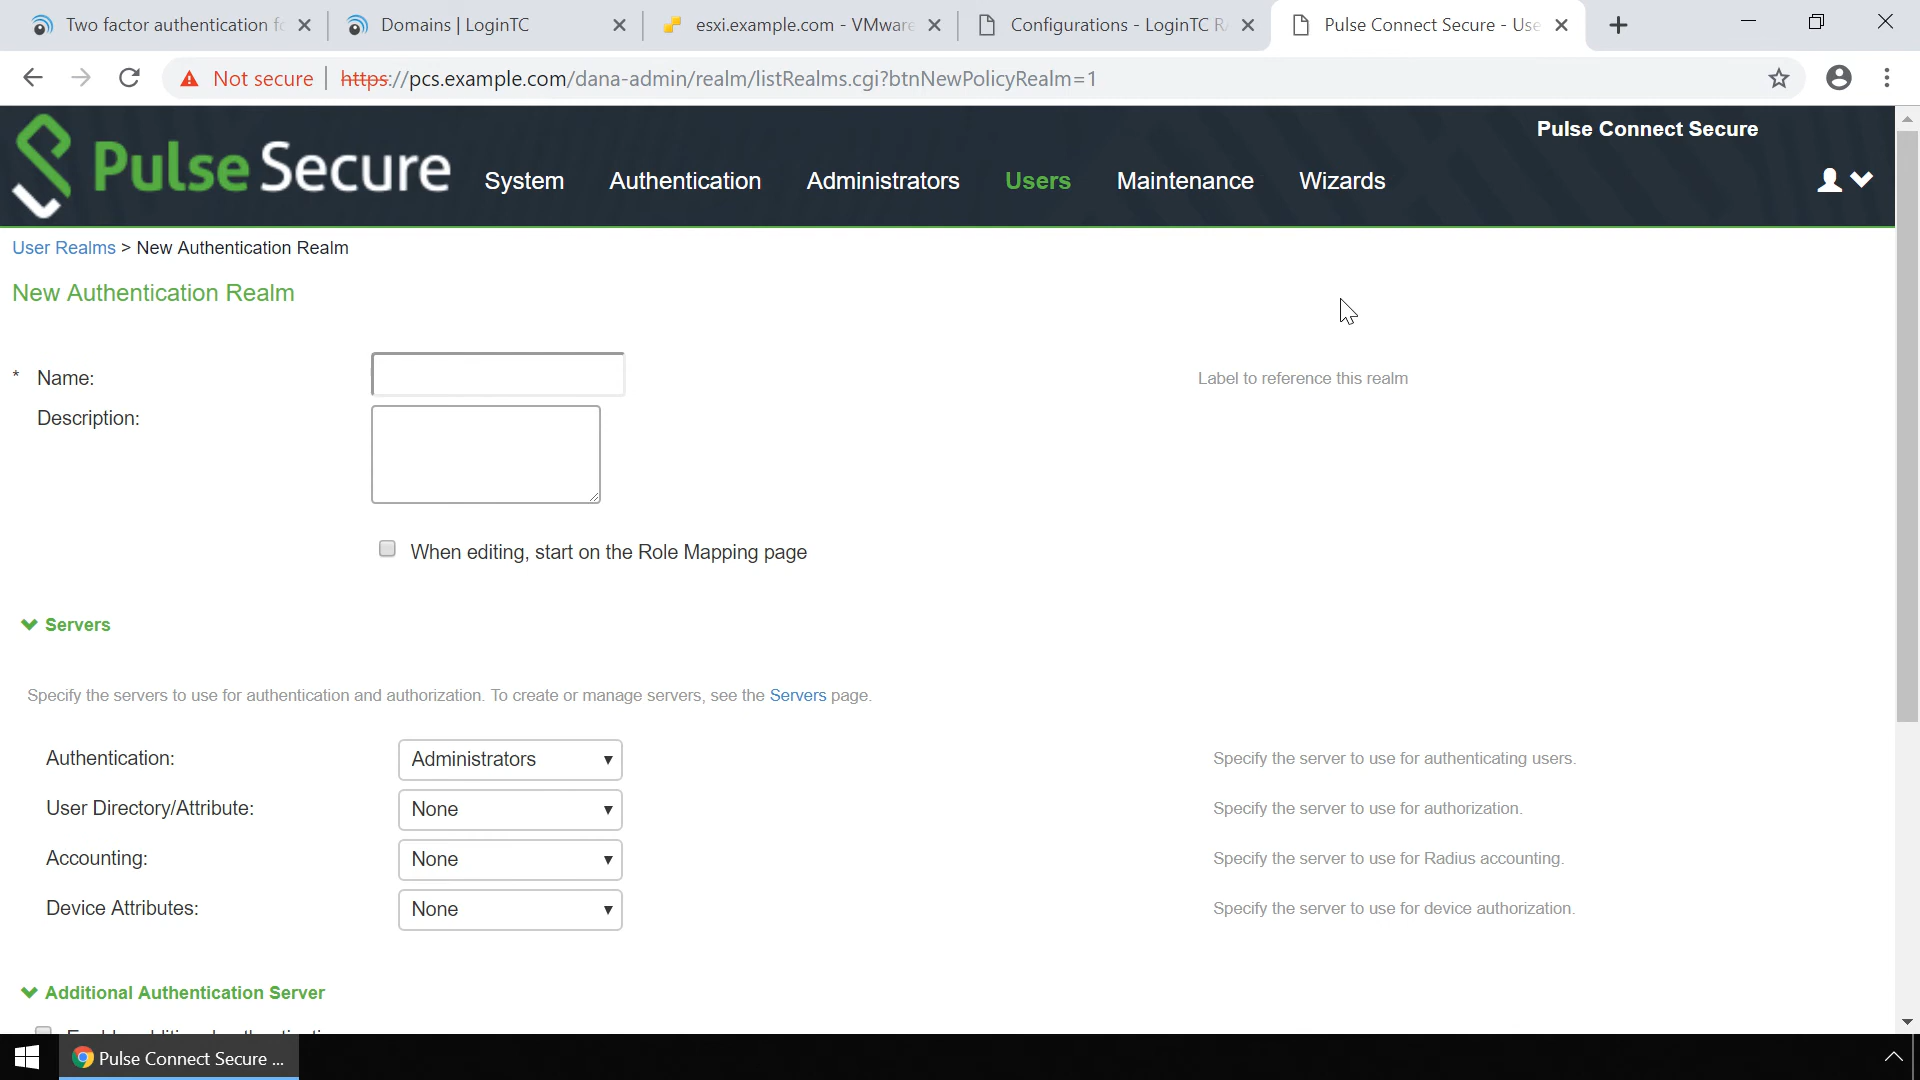 Two factor authentication fo
Domains | LoginTC
esxi.example.com - VMware
Configurations - LoginTC RA
Pulse Connect Secure - Use
Not secure
https://pcs.example.com/dana-admin/realm/listRealms.cgi?btnNewPolicyRealm=1
Pulse Connect Secure
Pulse Secure
System Authentication Administrators Users Maintenance Wizards
User Realms > New Authentication Realm
New Authentication Realm
* Name:
Label to reference this realm
Description:
When editing, start on the Role Mapping page
Servers
Specify the servers to use for authentication and authorization. To create or manage servers, see the Servers page.
Authentication: Administrators Specify the server to use for authenticating users.
User Directory/Attribute: None Specify the server to use for authorization.
Accounting: None Specify the server to use for Radius accounting.
Device Attributes: None Specify the server to use for device authorization.
Additional Authentication Server
Pulse Connect Secure ...